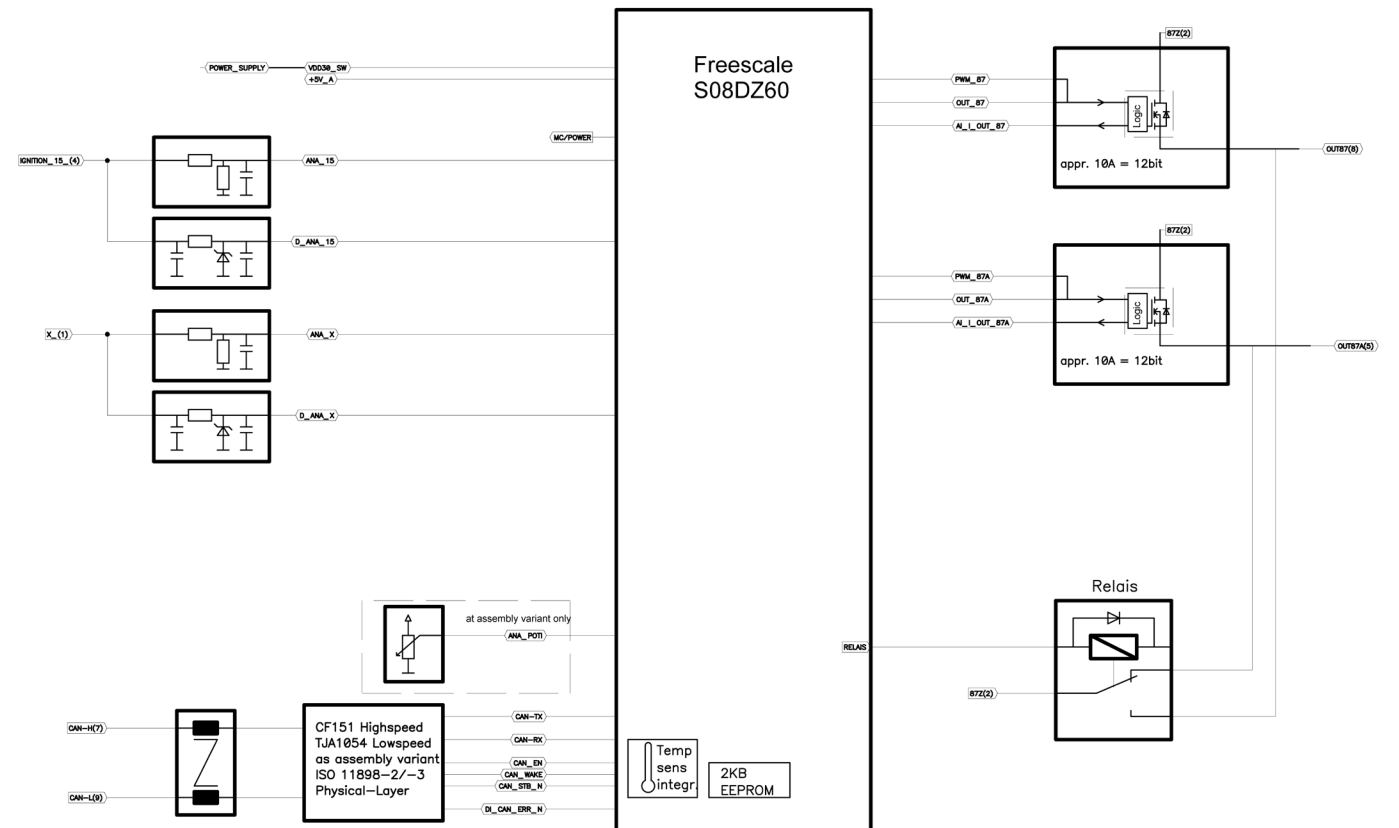 Freescale
S08DZ60
POWER_SUPPLY
VDD30_SW
+5V_A
MC/POWER
IGNITION_15_(4)
ANA_15
D_ANA_15
X_(1)
ANA_X
D_ANA_X
at assembly variant only
ANA_POTI
CAN-H(7)
CAN-L(9)
CF151 Highspeed
TJA1054 Lowspeed
as assembly variant
ISO 11898-2/-3
Physical-Layer
CAN-TX
CAN-RX
CAN_EN
CAN_WAKE
CAN_STB_N
DI_CAN_ERR_N
Temp
sens
integr.
2KB
EEPROM
87Z(2)
PWM_87
OUT_87
AI_I_OUT_87
Logic
appr. 10A = 12bit
OUT87(8)
87Z(2)
PWM_87A
OUT_87A
AI_I_OUT_87A
Logic
appr. 10A = 12bit
OUT87A(5)
Relais
RELAIS
87Z(2)